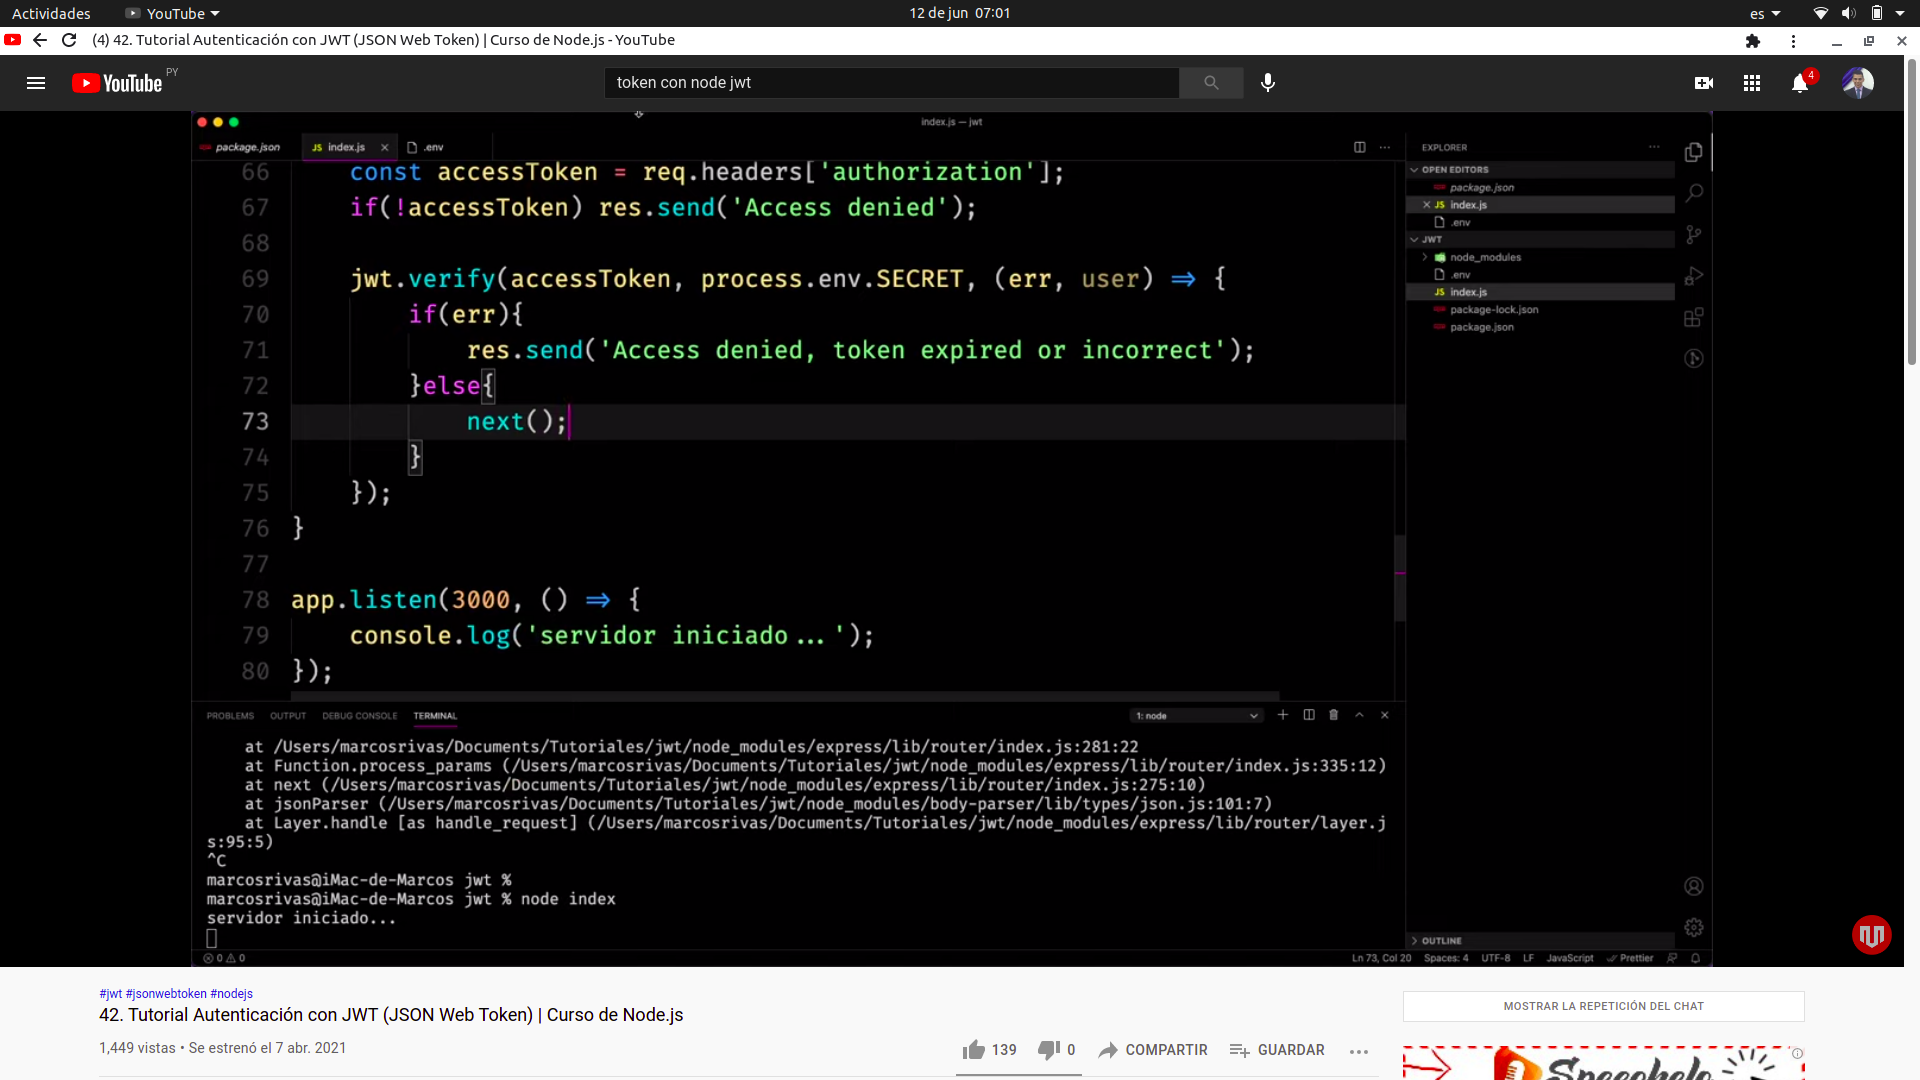 Actividades YouTube 12 de jun 07:01 es
(4) 42. Tutorial Autenticación con JWT (JSON Web Token) | Curso de Node.js - YouTube
YouTube PY token con node jwt 4
index.js — jwt
package.json JS index.js .env
66 const accessToken = req.headers['authorization'];
67 if(!accessToken) res.send('Access denied');
68
69 jwt.verify(accessToken, process.env.SECRET, (err, user) => {
70 if(err){
71 res.send('Access denied, token expired or incorrect');
72 }else{
73 next();
74 }
75 });
76 }
77
78 app.listen(3000, () => {
79 console.log('servidor iniciado...');
80 });
EXPLORER
OPEN EDITORS
package.json
JS index.js
.env
JWT
node_modules
.env
JS index.js
package-lock.json
package.json
OUTLINE
PROBLEMS OUTPUT DEBUG CONSOLE TERMINAL 1: node
at /Users/marcosrivas/Documents/Tutoriales/jwt/node_modules/express/lib/router/index.js:281:22
at Function.process_params (/Users/marcosrivas/Documents/Tutoriales/jwt/node_modules/express/lib/router/index.js:335:12)
at next (/Users/marcosrivas/Documents/Tutoriales/jwt/node_modules/express/lib/router/index.js:275:10)
at jsonParser (/Users/marcosrivas/Documents/Tutoriales/jwt/node_modules/body-parser/lib/types/json.js:101:7)
at Layer.handle [as handle_request] (/Users/marcosrivas/Documents/Tutoriales/jwt/node_modules/express/lib/router/layer.j
s:95:5)
^C
marcosrivas@iMac-de-Marcos jwt %
marcosrivas@iMac-de-Marcos jwt % node index
servidor iniciado...
0 0 Ln 73, Col 20 Spaces: 4 UTF-8 LF JavaScript Prettier
#jwt #jsonwebtoken #nodejs
42. Tutorial Autenticación con JWT (JSON Web Token) | Curso de Node.js
1,449 vistas • Se estrenó el 7 abr. 2021
139 0 COMPARTIR GUARDAR
MOSTRAR LA REPETICIÓN DEL CHAT
Speechelo